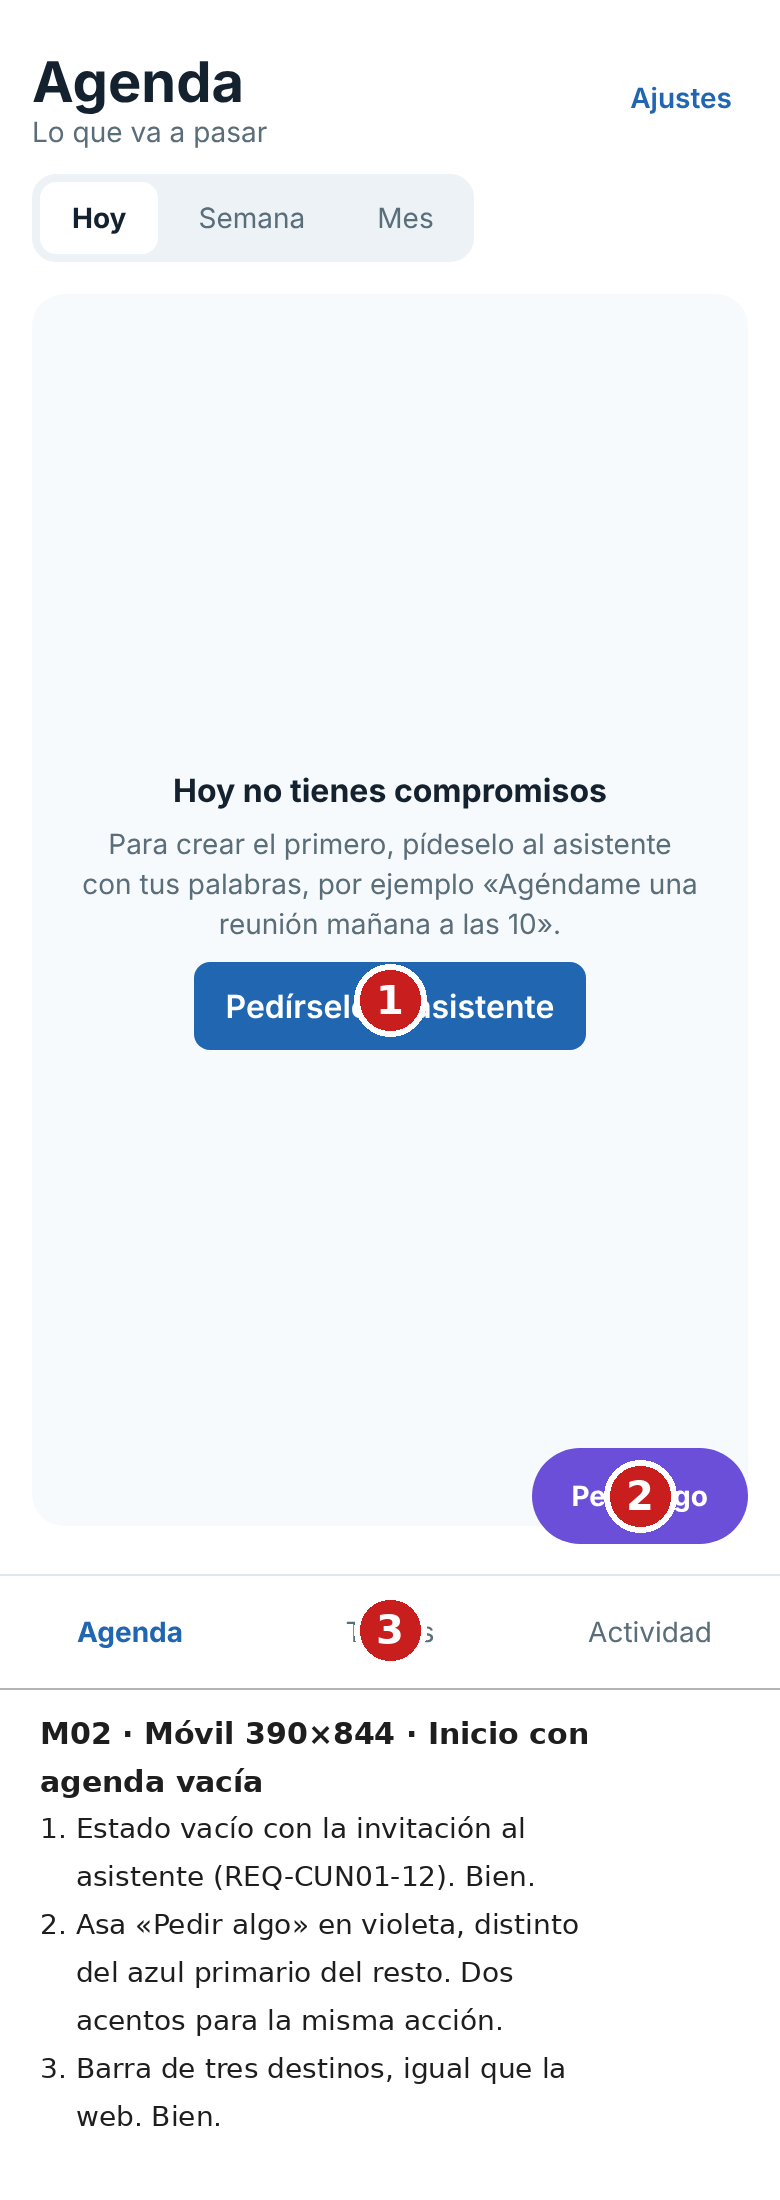 Agenda
Ajustes
Lo que va a pasar
Hoy Semana Mes
Hoy no tienes compromisos
Para crear el primero, pídeselo al asistente
con tus palabras, por ejemplo «Agéndame una
reunión mañana a las 10».
1
2
Agenda 3 Actividad
M02 · Móvil 390×844 · Inicio con
agenda vacía
1. Estado vacío con la invitación al
asistente (REQ-CUN01-12). Bien.
2. Asa «Pedir algo» en violeta, distinto
del azul primario del resto. Dos
acentos para la misma acción.
3. Barra de tres destinos, igual que la
web. Bien.